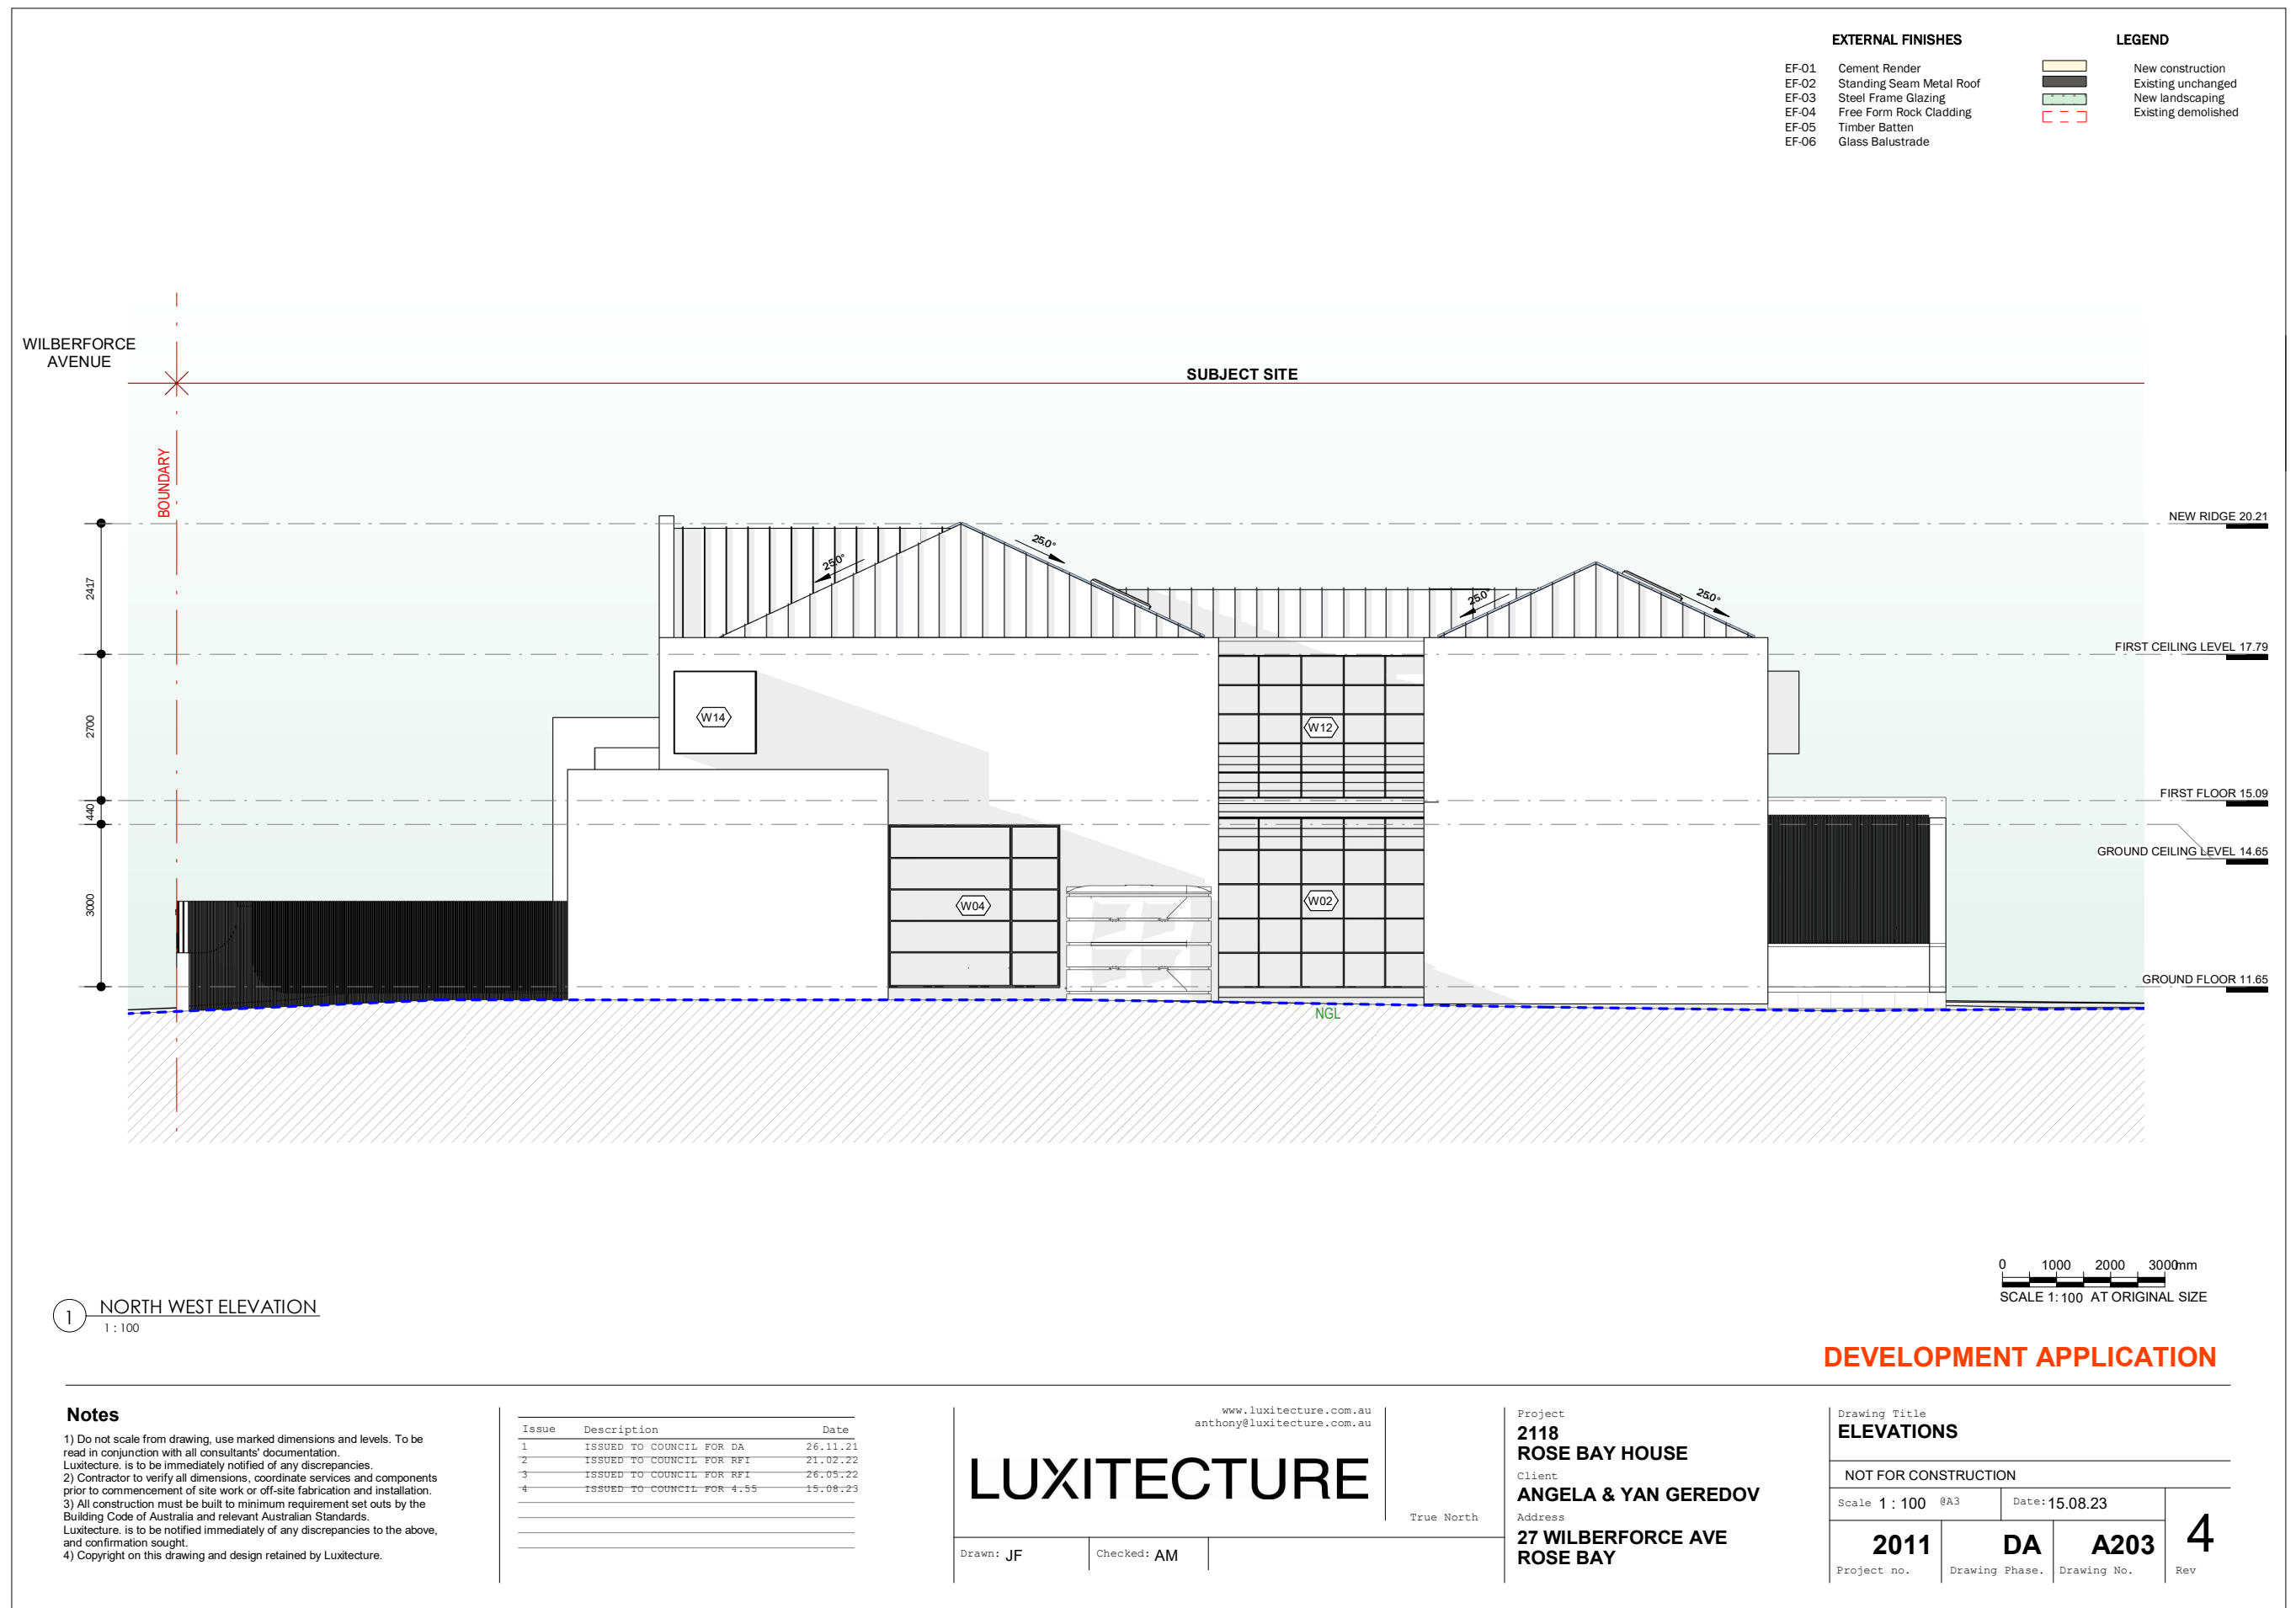 EXTERNAL FINISHES
EF-01 Cement Render
EF-02 Standing Seam Metal Roof
EF-03 Steel Frame Glazing
EF-04 Free Form Rock Cladding
EF-05 Timber Batten
EF-06 Glass Balustrade
LEGEND
New construction
Existing unchanged
New landscaping
Existing demolished
WILBERFORCE
AVENUE
SUBJECT SITE
BOUNDARY
NEW RIDGE 20.21
FIRST CEILING LEVEL 17.79
FIRST FLOOR 15.09
GROUND CEILING LEVEL 14.65
GROUND FLOOR 11.65
2417
2700
440
3000
25.0°
25.0°
25.0°
25.0°
W14
W12
W04
W02
NGL
0 1000 2000 3000mm
SCALE 1:100 AT ORIGINAL SIZE
1 NORTH WEST ELEVATION
1 : 100
DEVELOPMENT APPLICATION
Notes
1) Do not scale from drawing, use marked dimensions and levels. To be
read in conjunction with all consultants' documentation.
Luxitecture. is to be immediately notified of any discrepancies.
2) Contractor to verify all dimensions, coordinate services and components
prior to commencement of site work or off-site fabrication and installation.
3) All construction must be built to minimum requirement set outs by the
Building Code of Australia and relevant Australian Standards.
Luxitecture. is to be notified immediately of any discrepancies to the above,
and confirmation sought.
4) Copyright on this drawing and design retained by Luxitecture.
Issue Description Date
1 ISSUED TO COUNCIL FOR DA 26.11.21
2 ISSUED TO COUNCIL FOR RFI 21.02.22
3 ISSUED TO COUNCIL FOR RFI 26.05.22
4 ISSUED TO COUNCIL FOR 4.55 15.08.23
www.luxitecture.com.au
anthony@luxitecture.com.au
LUXITECTURE
True North
Drawn: JF Checked: AM
Project
2118
ROSE BAY HOUSE
Client
ANGELA & YAN GEREDOV
Address
27 WILBERFORCE AVE
ROSE BAY
Drawing Title
ELEVATIONS
NOT FOR CONSTRUCTION
Scale 1 : 100 @A3 Date: 15.08.23
2011 DA A203 4
Project no. Drawing Phase. Drawing No. Rev